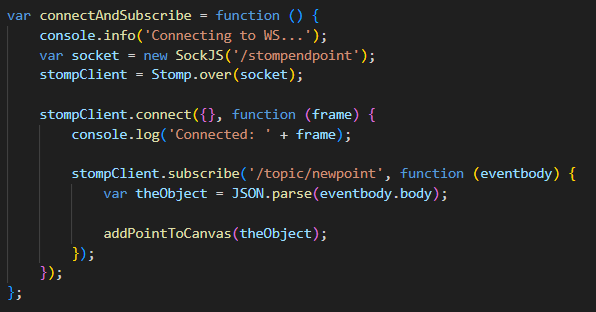 var connectAndSubscribe = function () {
    console.info('Connecting to WS...');
    var socket = new SockJS('/stompendpoint');
    stompClient = Stomp.over(socket);

    stompClient.connect({}, function (frame) {
        console.log('Connected: ' + frame);

        stompClient.subscribe('/topic/newpoint', function (eventbody) {
            var theObject = JSON.parse(eventbody.body);

            addPointToCanvas(theObject);
        });
    });
};